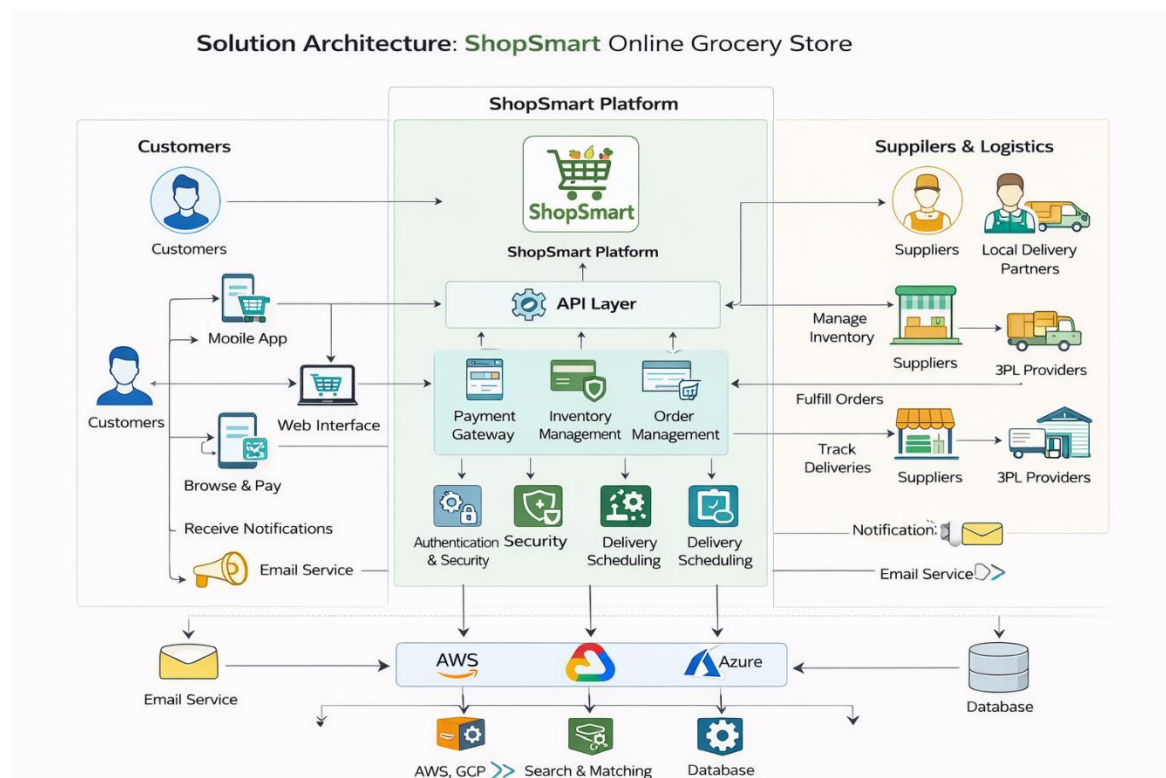 Solution Architecture: ShopSmart Online Grocery Store
ShopSmart Platform
Customers
Customers
Mooile App
Customers
Web Interface
Browse & Pay
Receive Notifications
Email Service
ShopSmart
ShopSmart Platform
API Layer
Payment
Gateway
Inventory
Management
Order
Management
Authentication
& Security
Security
Delivery
Scheduling
Delivery
Scheduling
Suppilers & Logistics
Suppliers
Local Delivery
Partners
Manage
Inventory
Suppliers
3PL Providers
Fulfill Orders
Track
Deliveries
Suppliers
3PL Providers
Notification:
Email Service
Email Service
AWS
Azure
Database
AWS, GCP
Search & Matching
Database